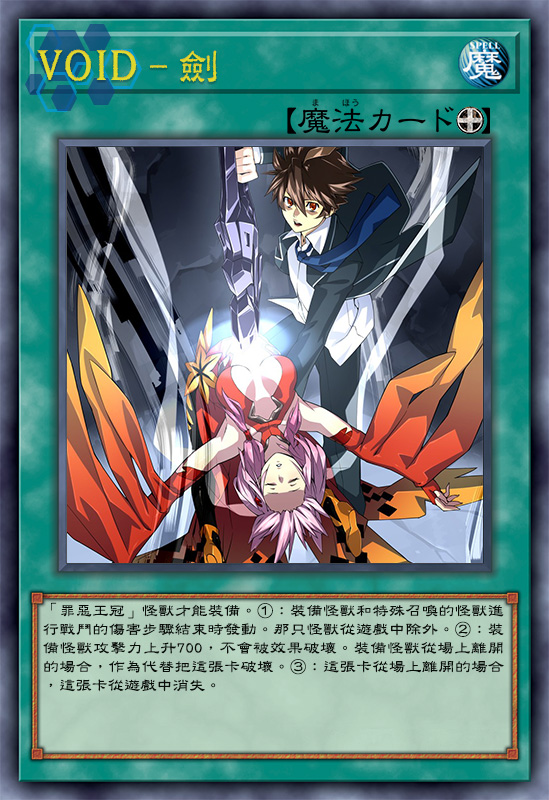 VOID－劍
SPELL
魔
【魔法カード】
まほう
「罪惡王冠」怪獸才能裝備。①：裝備怪獸和特殊召喚的怪獸進
行戰鬥的傷害步驟結束時發動。那只怪獸從遊戲中除外。②：裝
備怪獸攻擊力上升700，不會被效果破壞。裝備怪獸從場上離開
的場合，作為代替把這張卡破壞。③：這張卡從場上離開的場合
，這張卡從遊戲中消失。